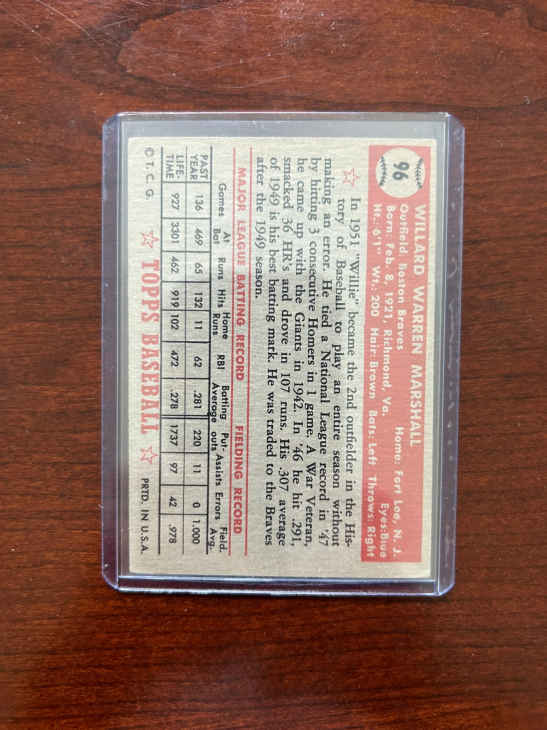 96
WILLARD WARREN MARSHALL
Outfield: Boston Braves Home: Fort Lee, N. J.
Born: Feb. 8, 1921, Richmond, Va. Eyes: Blue
Ht.: 6'1" Wt.: 200 Hair: Brown Bats: Left Throws: Right
In 1951 "Willie" became the 2nd outfielder in the His-
tory of Baseball to play an entire season without
making an error. He tied a National League record in '47
by hitting 3 consecutive Homers in 1 game. A War Veteran,
he came up with the Giants in 1942. In '46 he hit .291,
smacked 36 HR's and drove in 107 runs. His .307 average
of 1949 is his best batting mark. He was traded to the Braves
after the 1949 season.
MAJOR LEAGUE BATTING RECORD FIELDING RECORD
Games At Bat Runs Hits Home Runs RBI Batting Average Put-outs Assists Errors Field. Avg.
PAST YEAR 136 469 65 132 11 62 .281 220 11 0 1.000
LIFE-TIME 927 3301 462 919 102 472 .278 1737 97 42 .978
© T. C. G. TOPPS BASEBALL PRTD. IN U.S.A.